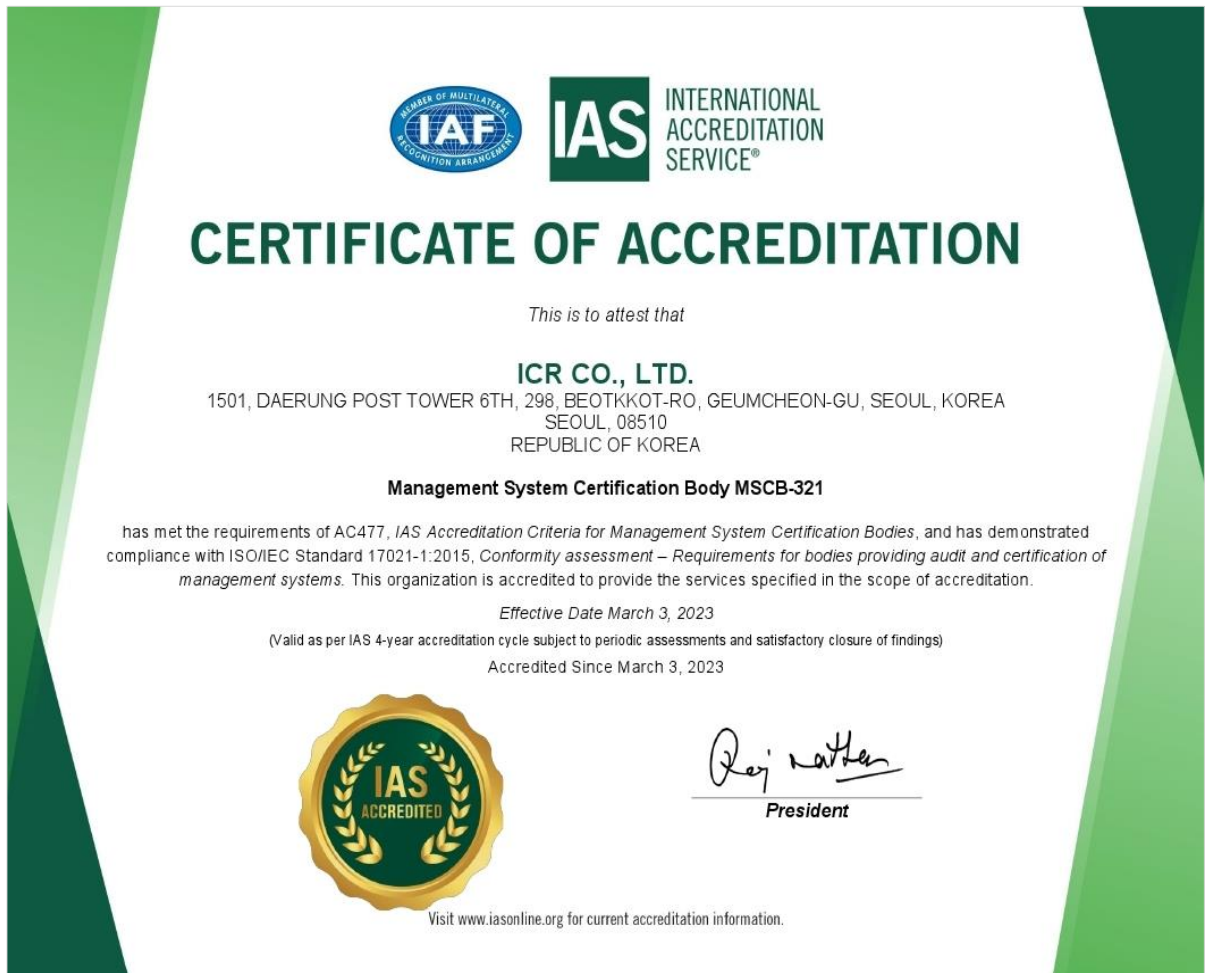 MEMBER OF MULTILATERAL
IAF
RECOGNITION ARRANGEMENT
IAS
INTERNATIONAL
ACCREDITATION
SERVICE®
CERTIFICATE OF ACCREDITATION
This is to attest that
ICR CO., LTD.
1501, DAERUNG POST TOWER 6TH, 298, BEOTKKOT-RO, GEUMCHEON-GU, SEOUL, KOREA
SEOUL, 08510
REPUBLIC OF KOREA
Management System Certification Body MSCB-321
has met the requirements of AC477, IAS Accreditation Criteria for Management System Certification Bodies, and has demonstrated
compliance with ISO/IEC Standard 17021-1:2015, Conformity assessment – Requirements for bodies providing audit and certification of
management systems. This organization is accredited to provide the services specified in the scope of accreditation.
Effective Date March 3, 2023
(Valid as per IAS 4-year accreditation cycle subject to periodic assessments and satisfactory closure of findings)
Accredited Since March 3, 2023
IAS
ACCREDITED
President
Visit www.iasonline.org for current accreditation information.